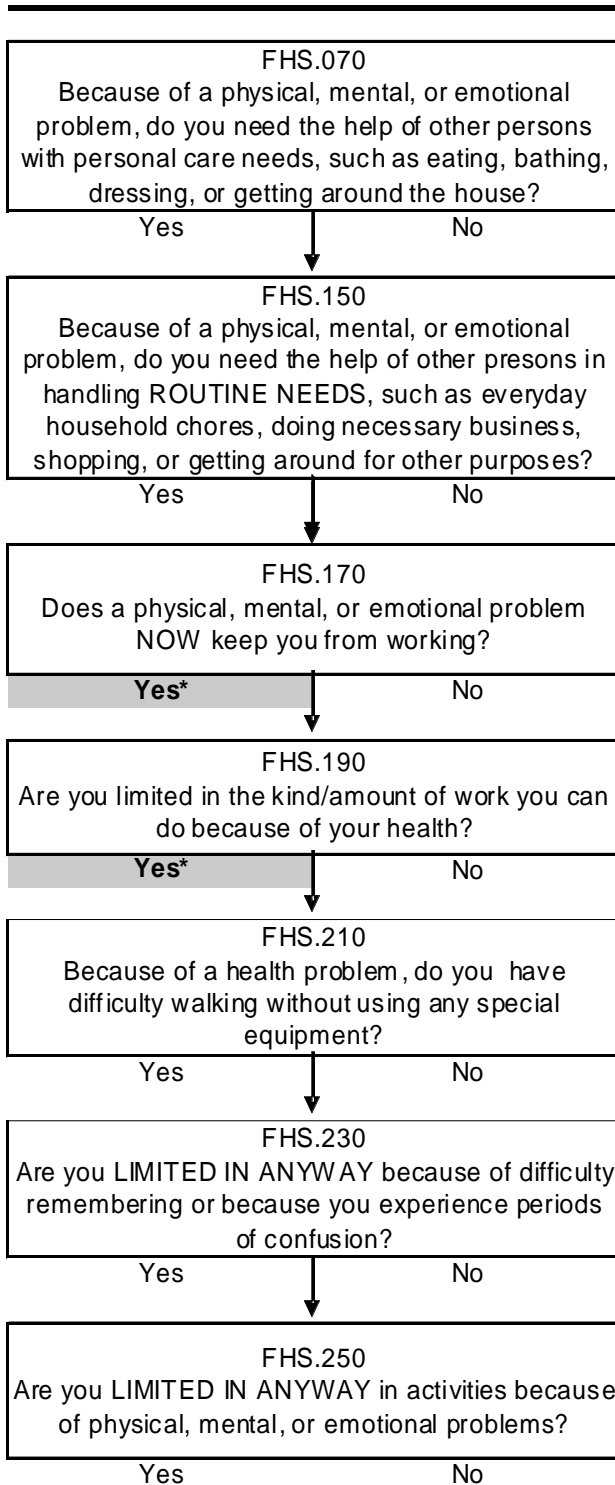 FHS.070
Because of a physical, mental, or emotional
problem, do you need the help of other persons
with personal care needs, such as eating, bathing,
dressing, or getting around the house?
Yes No
FHS.150
Because of a physical, mental, or emotional
problem, do you need the help of other presons in
handling ROUTINE NEEDS, such as everyday
household chores, doing necessary business,
shopping, or getting around for other purposes?
Yes No
FHS.170
Does a physical, mental, or emotional problem
NOW keep you from working?
Yes* No
FHS.190
Are you limited in the kind/amount of work you can
do because of your health?
Yes* No
FHS.210
Because of a health problem, do you have
difficulty walking without using any special
equipment?
Yes No
FHS.230
Are you LIMITED IN ANYWAY because of difficulty
remembering or because you experience periods
of confusion?
Yes No
FHS.250
Are you LIMITED IN ANYWAY in activities because
of physical, mental, or emotional problems?
Yes No